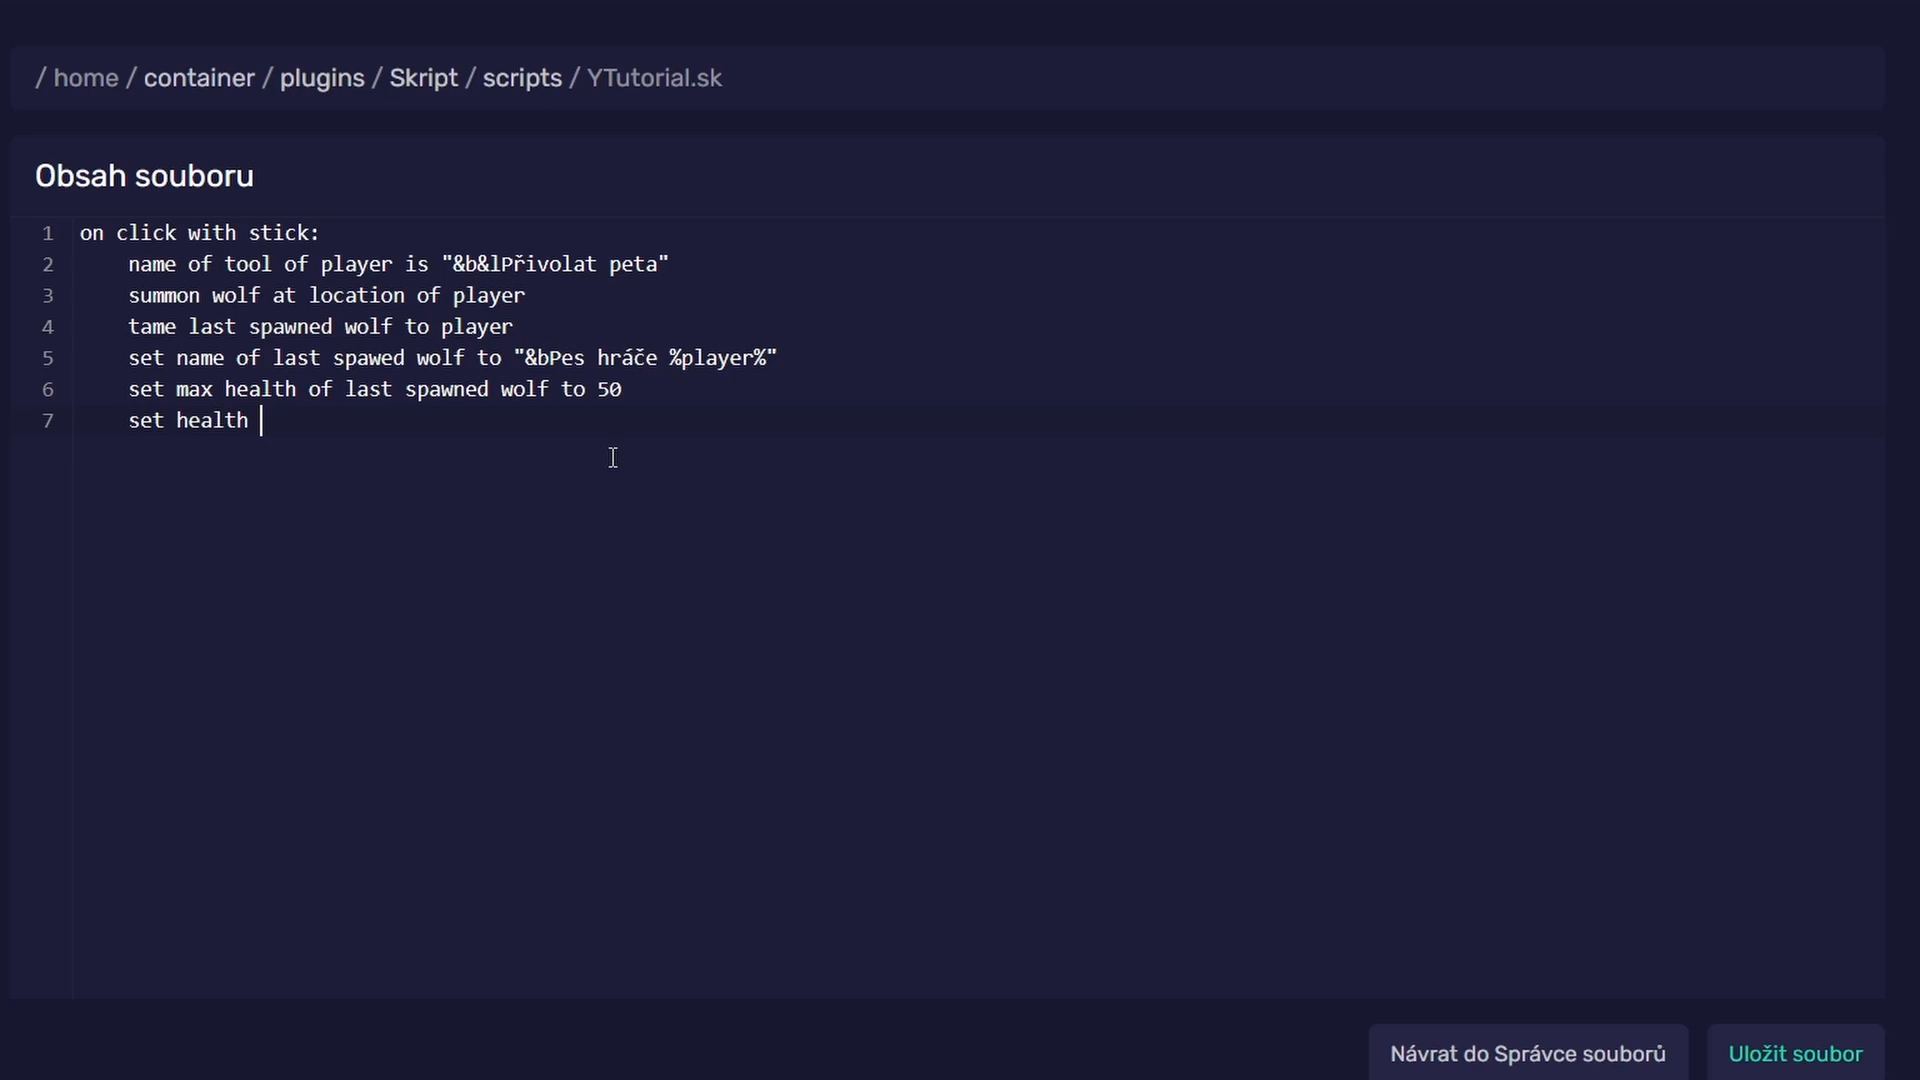 / home / container / plugins / Skript / scripts / YTutorial.sk
Obsah souboru
1 on click with stick:
2 name of tool of player is "&b&lPřivolat peta"
3 summon wolf at location of player
4 tame last spawned wolf to player
5 set name of last spawed wolf to "&bPes hráče %player%"
6 set max health of last spawned wolf to 50
7 set health
Návrat do Správce souborů
Uložit soubor